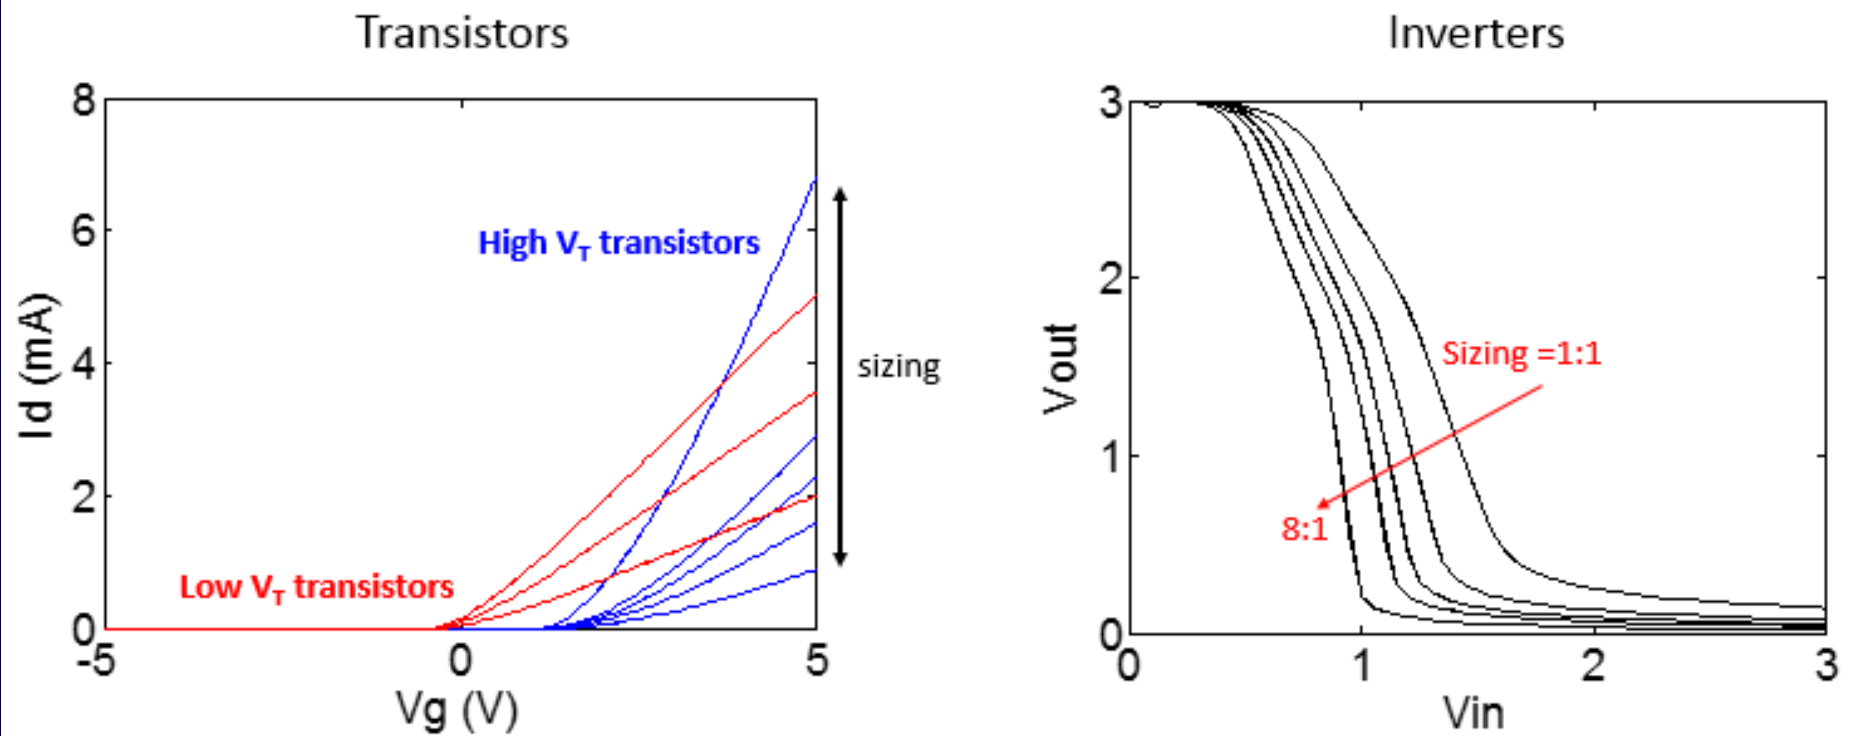 Transistors
8
6
4
2
0
-5
0
5
Id (mA)
Vg (V)
High VT transistors
Low VT transistors
sizing
Inverters
3
2
1
0
0
1
2
3
Vout
Vin
Sizing =1:1
8:1